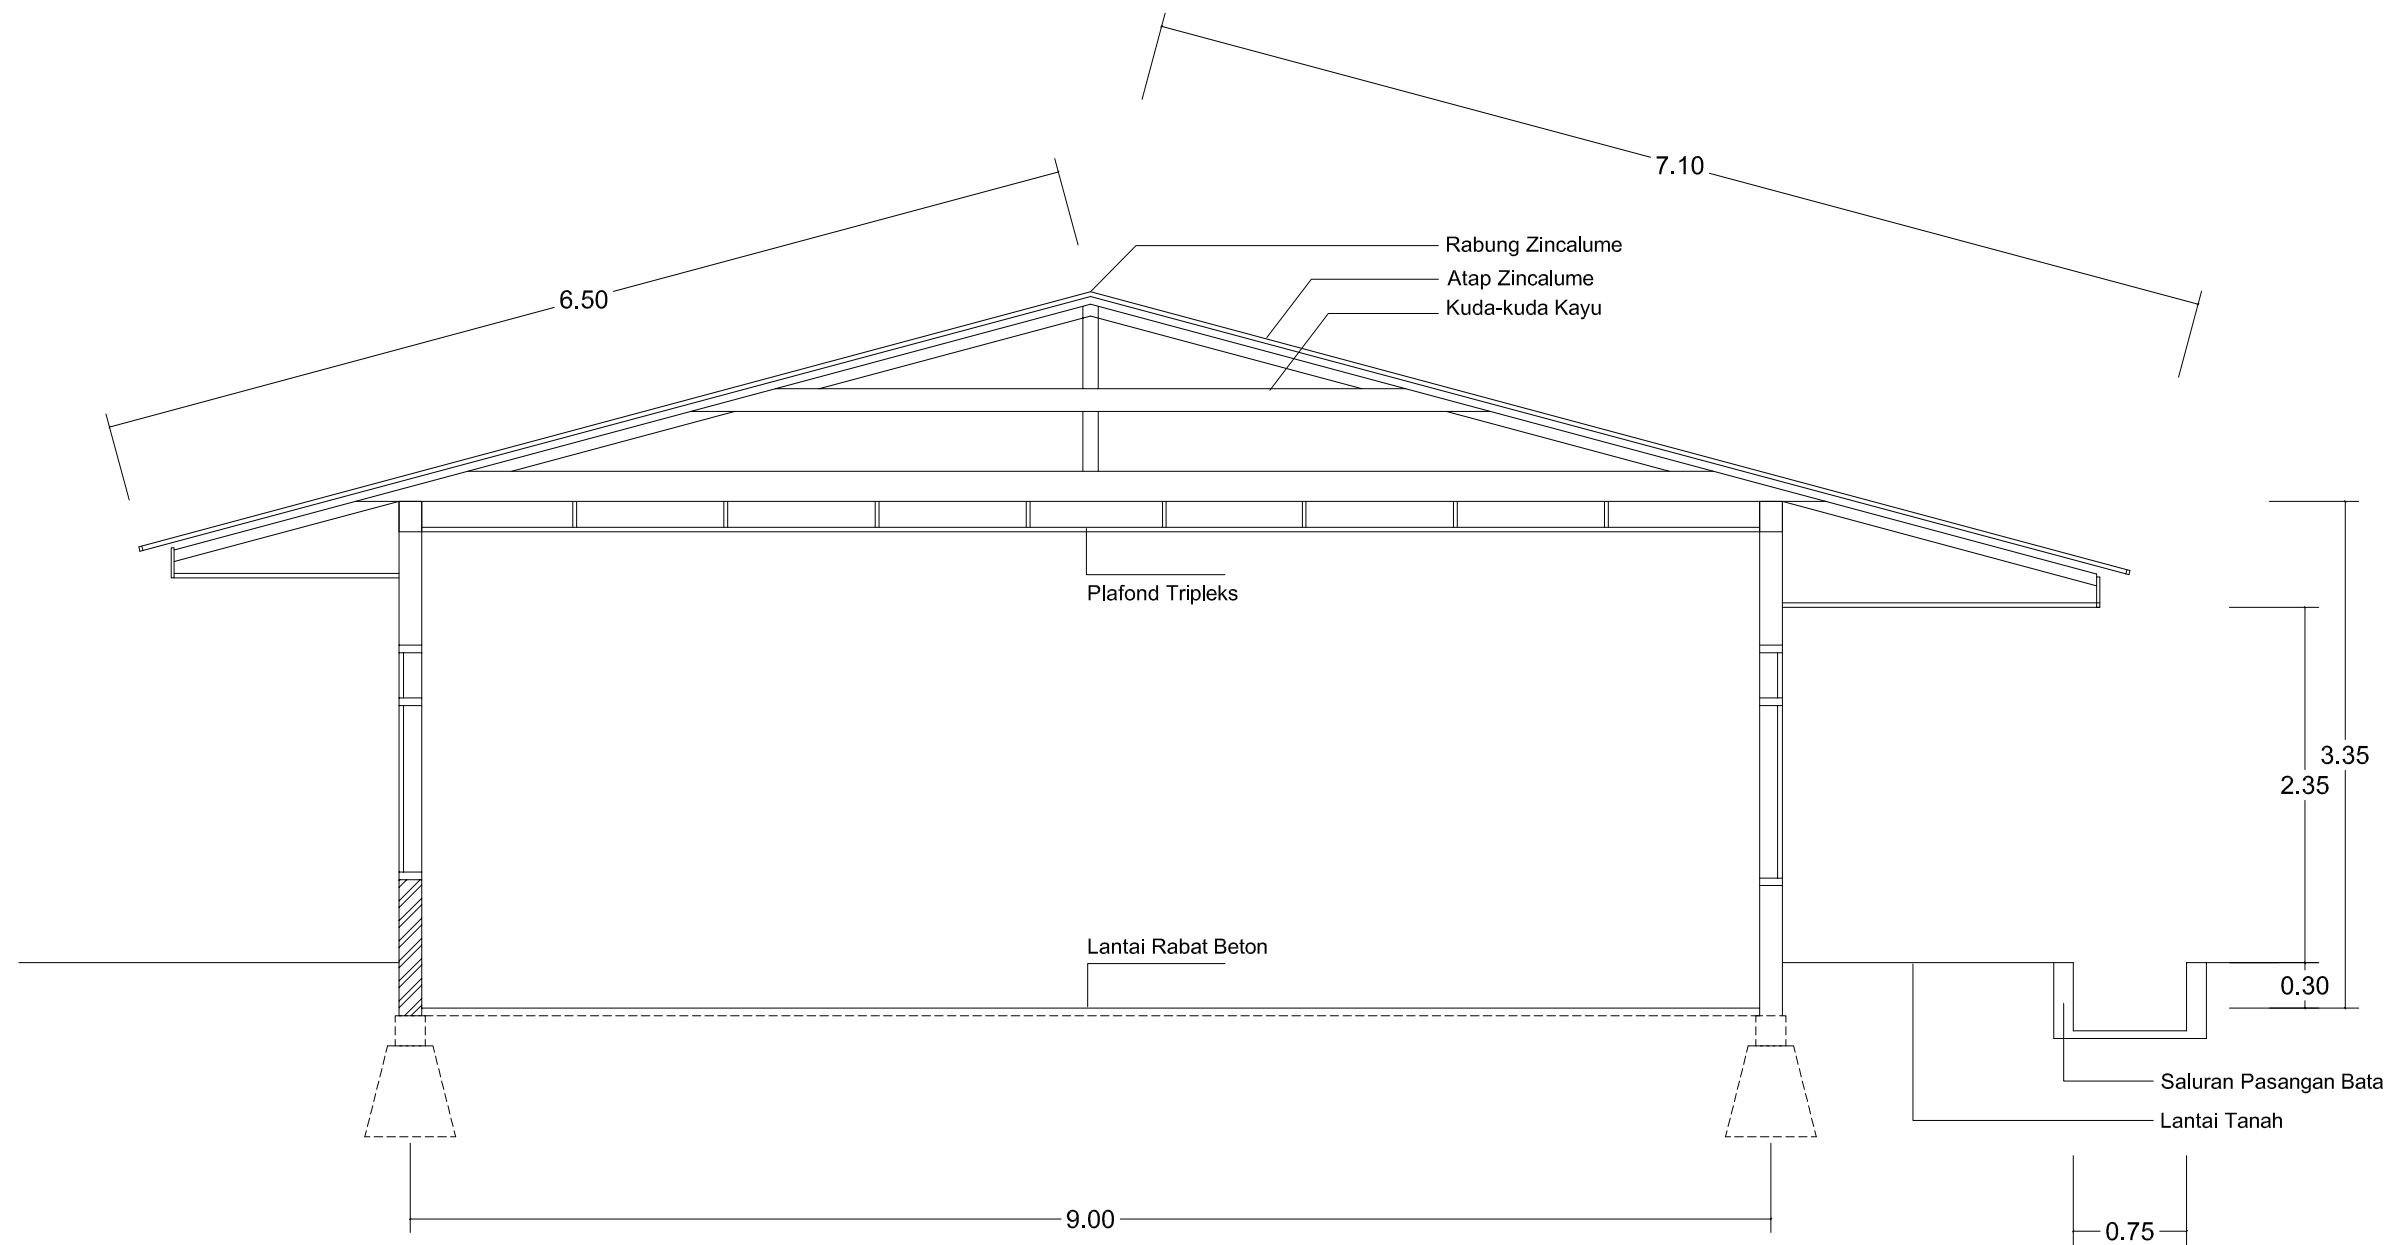 7.10
Rabung Zincalume
Atap Zincalume
6.50
Kuda-kuda Kayu
Plafond Tripleks
3.35
2.35
Lantai Rabat Beton
0.30
Saluran Pasangan Bata
Lantai Tanah
9.00
0.75